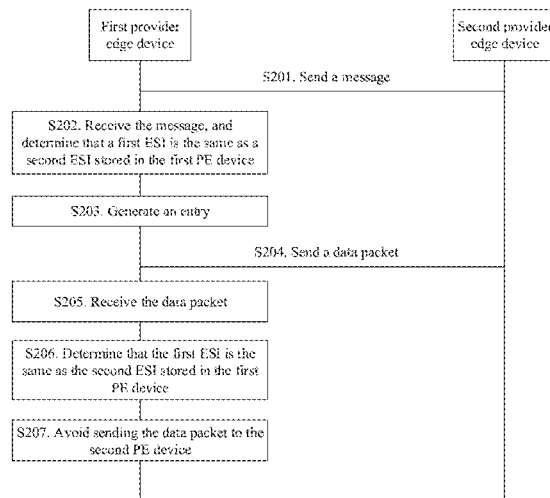 First provider
edge device
Second provider
edge device
S201. Send a message
S202. Receive the message, and
determine that a first ESI is the same as a
second ESI stored in the first PE device
S203. Generate an entry
S204. Send a data packet
S205. Receive the data packet
S206. Determine that the first ESI is the
same as the second ESI stored in the first
PE device
S207. Avoid sending the data packet to the
second PE device